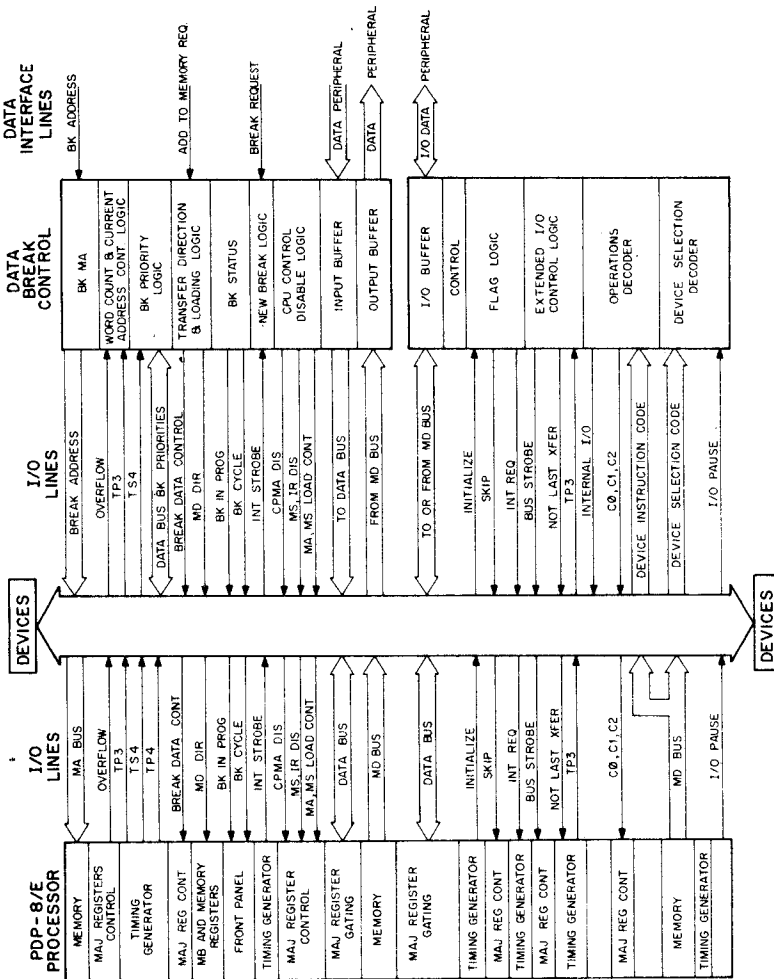 DEVICES
DEVICES
PDP-8/E
PROCESSOR
MEMORY
MAJ REGISTERS
CONTROL
TIMING
GENERATOR
MAJ REG CONT
MB AND MEMORY
REGISTERS
FRONT PANEL
TIMING GENERATOR
MAJ REGISTER
CONTROL
MAJ REGISTER
GATING
MEMORY
MAJ REGISTER
GATING
TIMING GENERATOR
MAJ REG CONT
TIMING GENERATOR
MAJ REG CONT
TIMING GENERATOR
MAJ REG CONT
MEMORY
TIMING GENERATOR
I/O
LINES
MA BUS
OVERFLOW
TP3
TS4
TP4
BREAK DATA CONT
MD DIR
BK IN PROG
BK CYCLE
INT STROBE
CPMA DIS
MS,IR DIS
MA,MS LOAD CONT
DATA BUS
MD BUS
DATA BUS
INITIALIZE
SKIP
INT REQ
BUS STROBE
NOT LAST XFER
TP3
CØ,C1,C2
MD BUS
I/O PAUSE
I/O
LINES
BREAK ADDRESS
OVERFLOW
TP3
TS4
DATA BUS BK PRIORITIES
BREAK DATA CONTROL
MD DIR
BK IN PROG
BK CYCLE
INT STROBE
CPMA DIS
MS,IR DIS
MA,MS LOAD CONT
TO DATA BUS
FROM MD BUS
TO OR FROM MD BUS
INITIALIZE
SKIP
INT REQ
BUS STROBE
NOT LAST XFER
TP3
INTERNAL I/O
CØ,C1,C2
DEVICE INSTRUCTION CODE
DEVICE SELECTION CODE
I/O PAUSE
DATA
BREAK
CONTROL
BK MA
WORD COUNT & CURRENT
ADDRESS CONT LOGIC
BK PRIORITY
LOGIC
TRANSFER DIRECTION
& LOADING LOGIC
BK STATUS
NEW BREAK LOGIC
CPU CONTROL
DISABLE LOGIC
INPUT BUFFER
OUTPUT BUFFER
I/O BUFFER
CONTROL
FLAG LOGIC
EXTENDED I/O
CONTROL LOGIC
OPERATIONS
DECODER
DEVICE SELECTION
DECODER
DATA
INTERFACE
LINES
BK ADDRESS
ADD TO MEMORY REQ.
BREAK REQUEST
DATA PERIPHERAL
DATA PERIPHERAL
I/O DATA PERIPHERAL